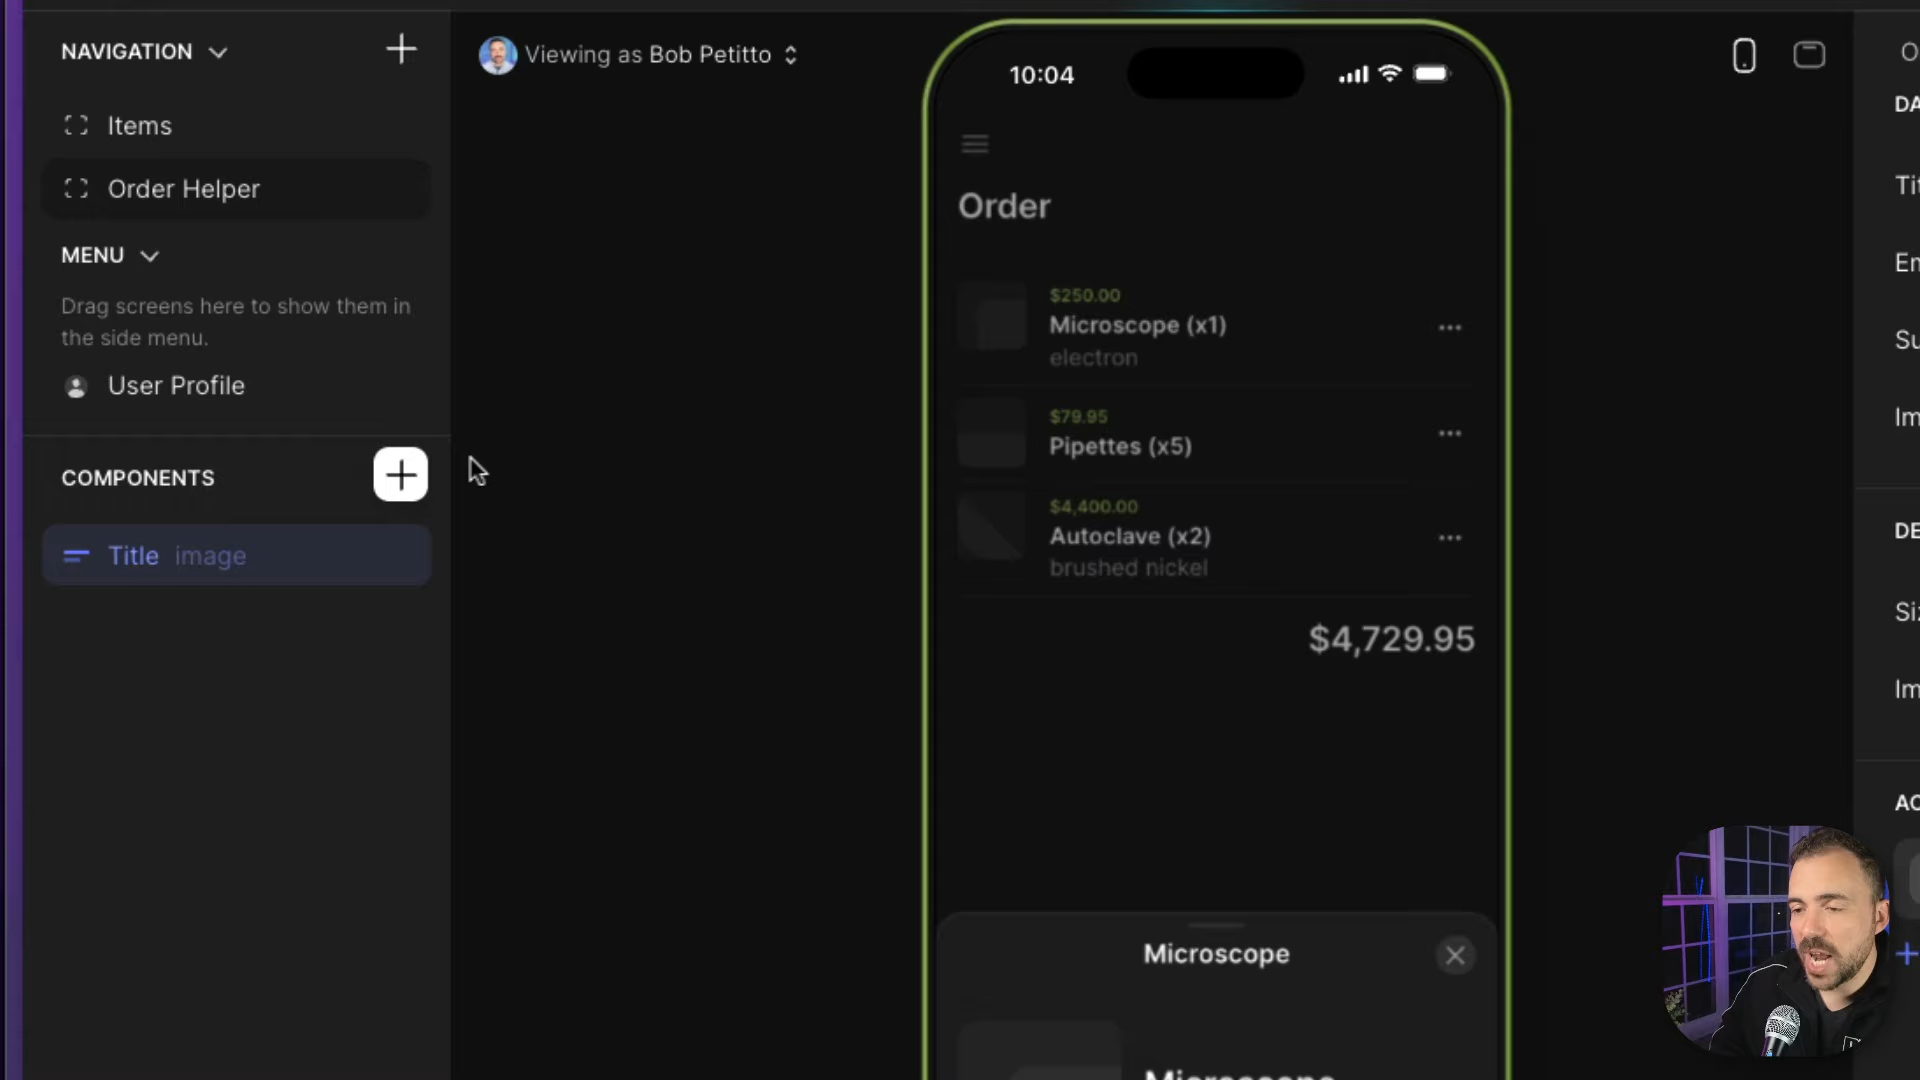 NAVIGATION
Items
Order Helper
MENU
Drag screens here to show them in
the side menu.
User Profile
COMPONENTS
Title image
Viewing as Bob Petitto
10:04
Order
$250.00
Microscope (x1)
electron
$79.95
Pipettes (x5)
$4,400.00
Autoclave (x2)
brushed nickel
$4,729.95
Microscope
Microscope